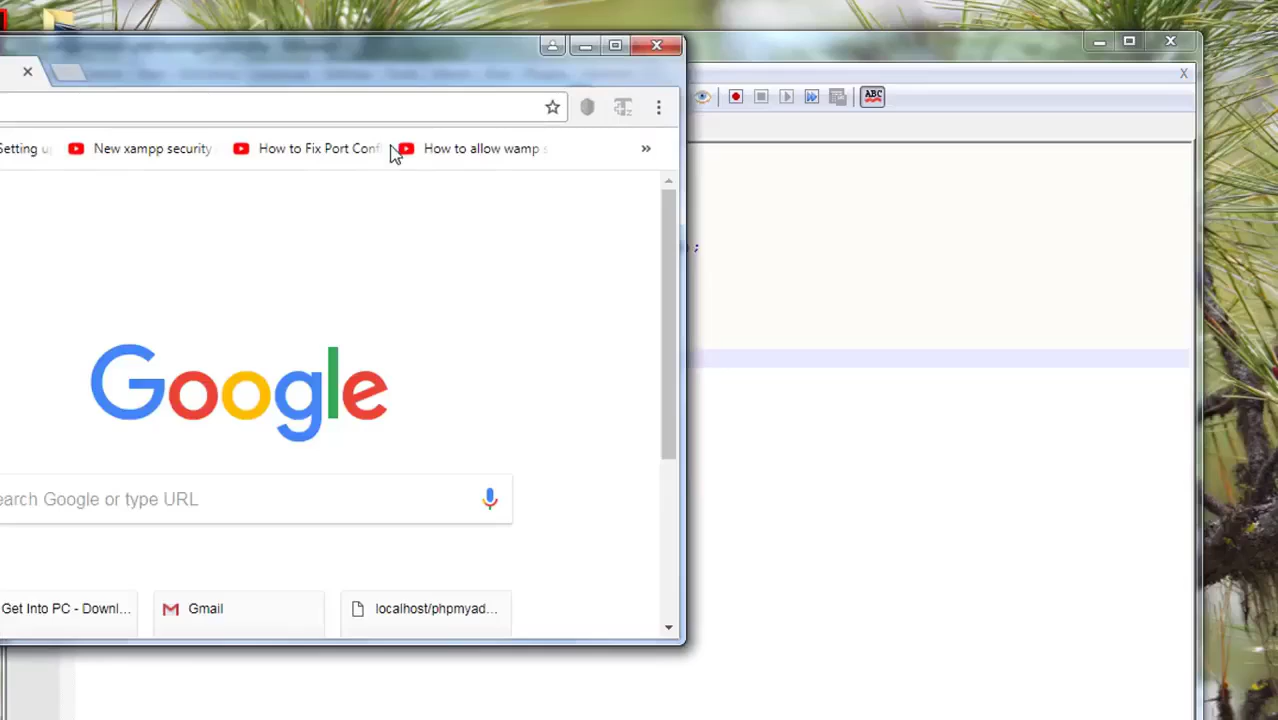 X
ABC
Setting u
New xampp security
How to Fix Port Conf
How to allow wamp s
»
;
Google
earch Google or type URL
Get Into PC - Downl...
Gmail
localhost/phpmyad...